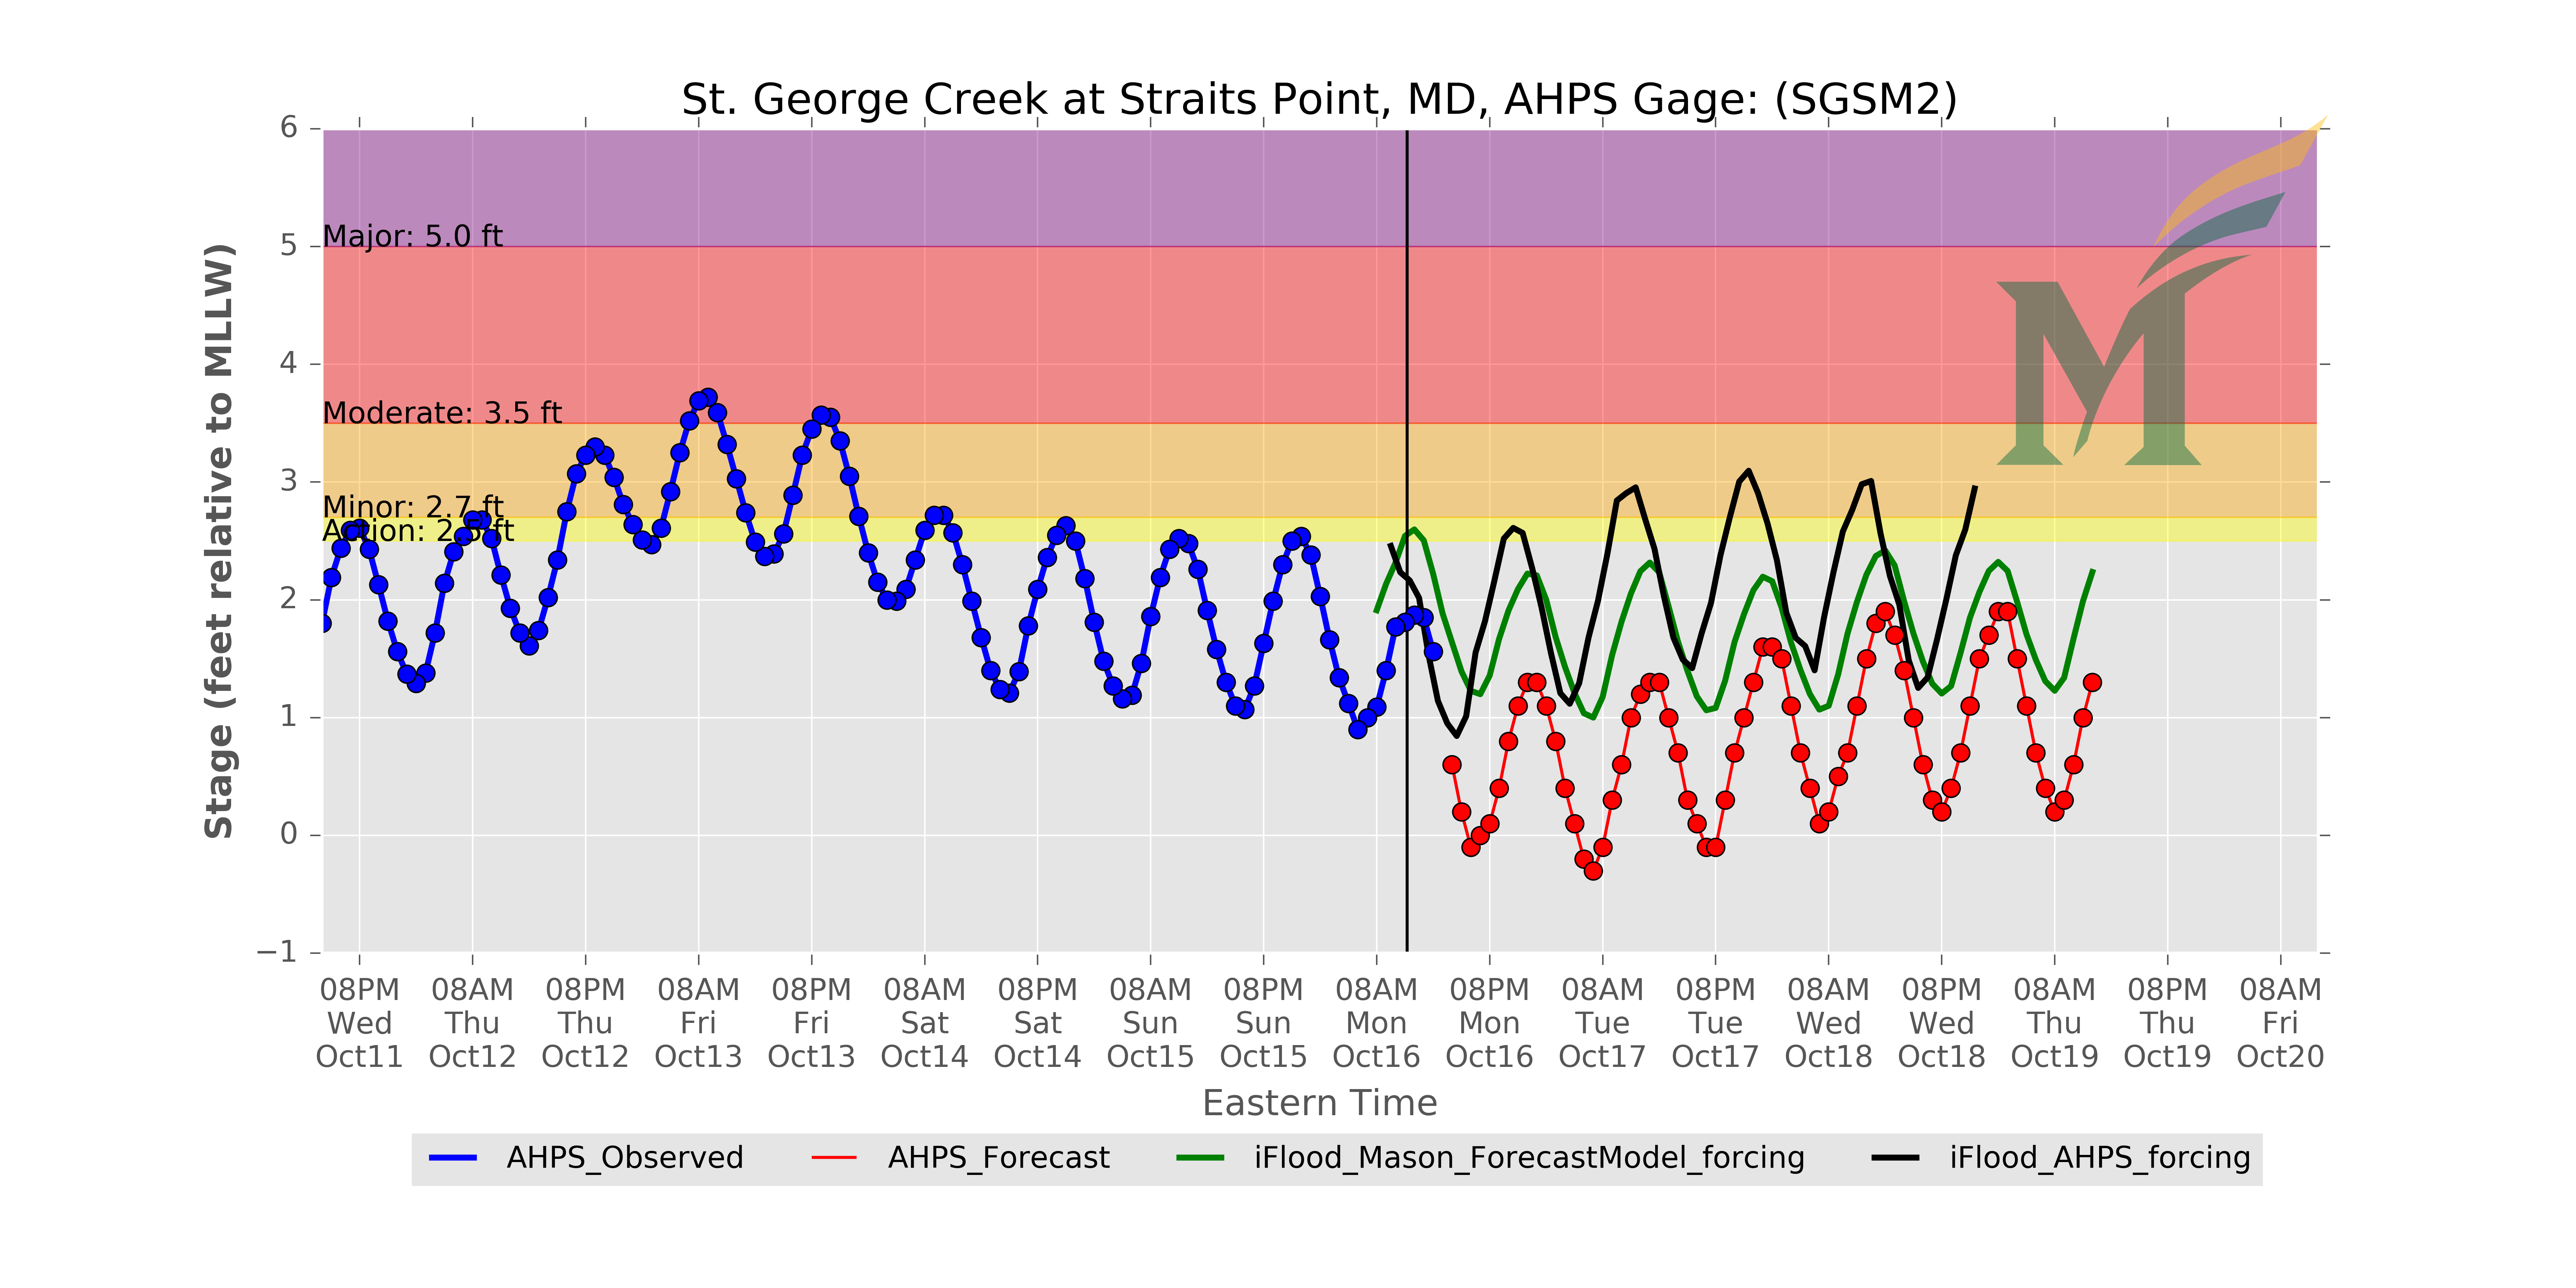 St. George Creek at Straits Point, MD, AHPS Gage: (SGSM2)
Stage (feet relative to MLLW)
6
5
4
3
2
1
0
−1
Major: 5.0 ft
Moderate: 3.5 ft
Minor: 2.7 ft
Action: 2.5 ft
M
08PM 08AM 08PM 08AM 08PM 08AM 08PM 08AM 08PM 08AM 08PM 08AM 08PM 08AM 08PM 08AM 08PM 08AM
Wed Thu Thu Fri Fri Sat Sat Sun Sun Mon Mon Tue Tue Wed Wed Thu Thu Fri
Oct11 Oct12 Oct12 Oct13 Oct13 Oct14 Oct14 Oct15 Oct15 Oct16 Oct16 Oct17 Oct17 Oct18 Oct18 Oct19 Oct19 Oct20
Eastern Time
AHPS_Observed AHPS_Forecast iFlood_Mason_ForecastModel_forcing iFlood_AHPS_forcing